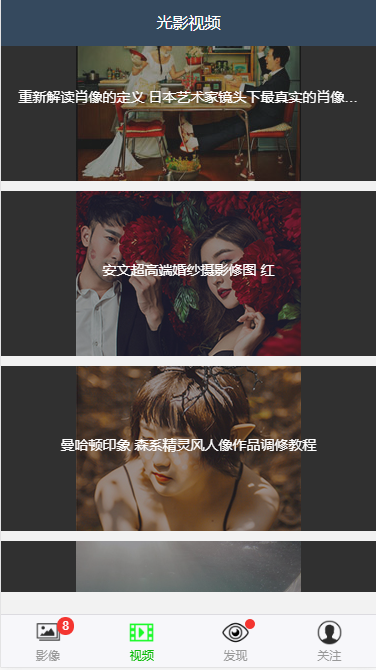 光影视频
重新解读肖像的定义 日本艺术家镜头下最真实的肖像...
安文超高端婚纱摄影修图 红
曼哈顿印象 森系精灵风人像作品调修教程
8
影像
视频
发现
关注